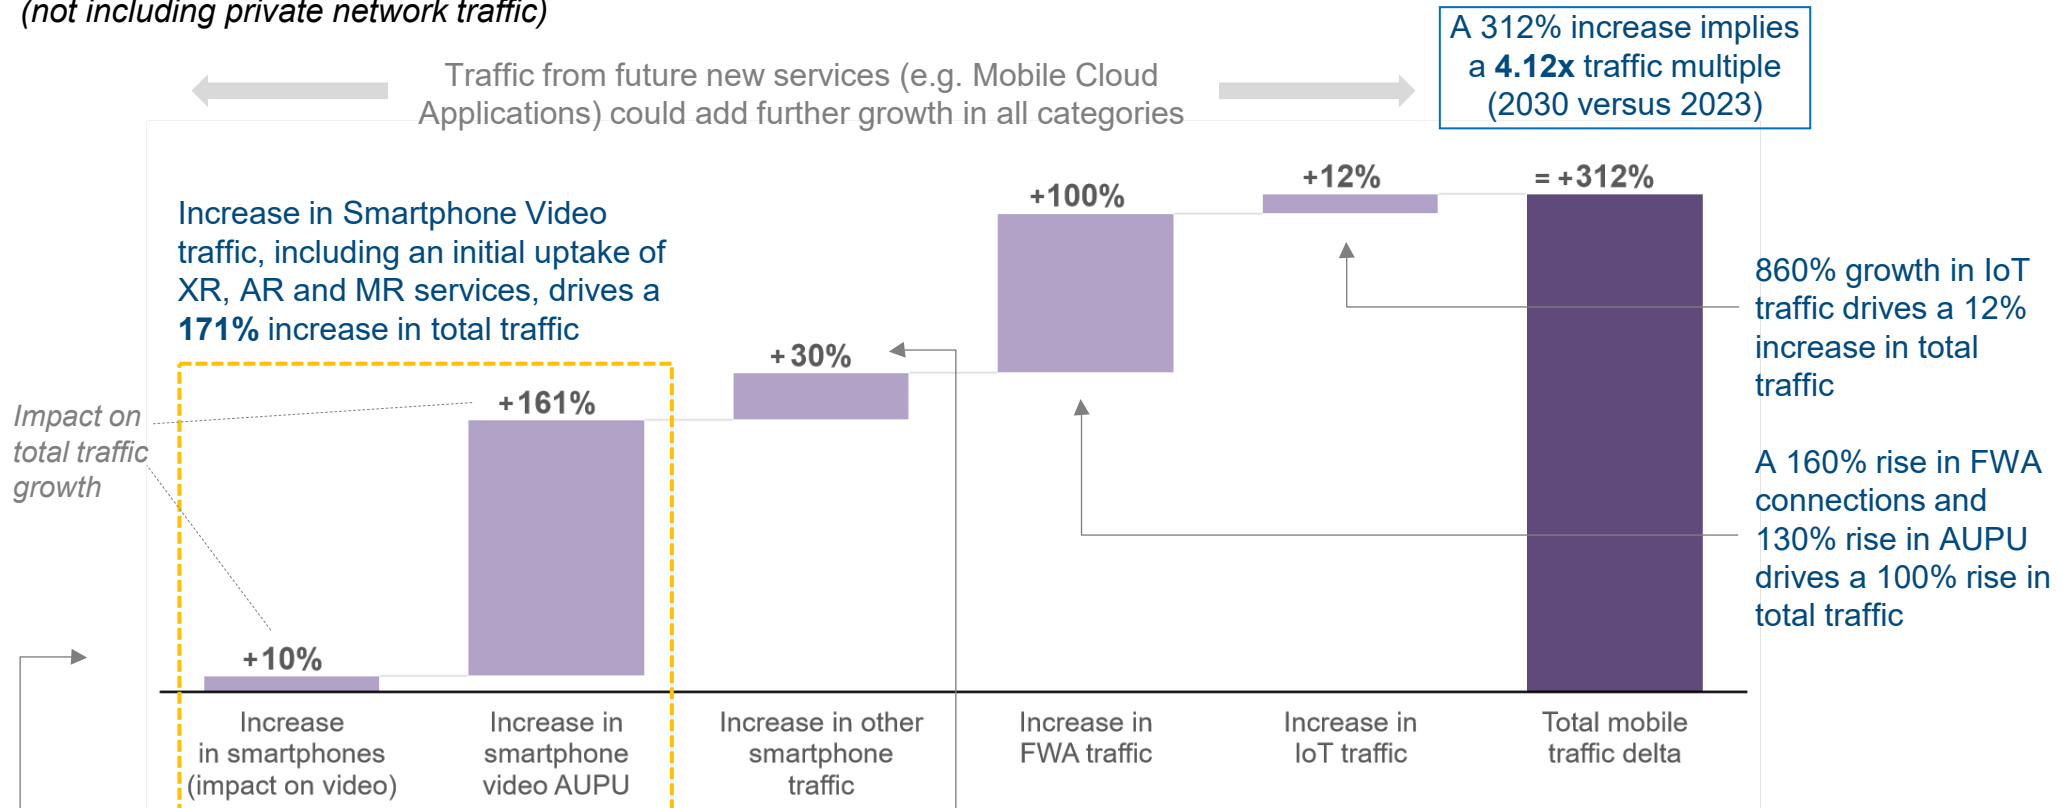 (not including private network traffic)
A 312% increase implies
a 4.12x traffic multiple
(2030 versus 2023)
Traffic from future new services (e.g. Mobile Cloud
Applications) could add further growth in all categories
Increase in Smartphone Video
traffic, including an initial uptake of
XR, AR and MR services, drives a
171% increase in total traffic
Impact on
total traffic
growth
+10%
+161%
+30%
+100%
+12%
= +312%
860% growth in IoT
traffic drives a 12%
increase in total
traffic
A 160% rise in FWA
connections and
130% rise in AUPU
drives a 100% rise in
total traffic
Increase
in smartphones
(impact on video)
Increase in
smartphone
video AUPU
Increase in other
smartphone
traffic
Increase in
FWA traffic
Increase in
IoT traffic
Total mobile
traffic delta